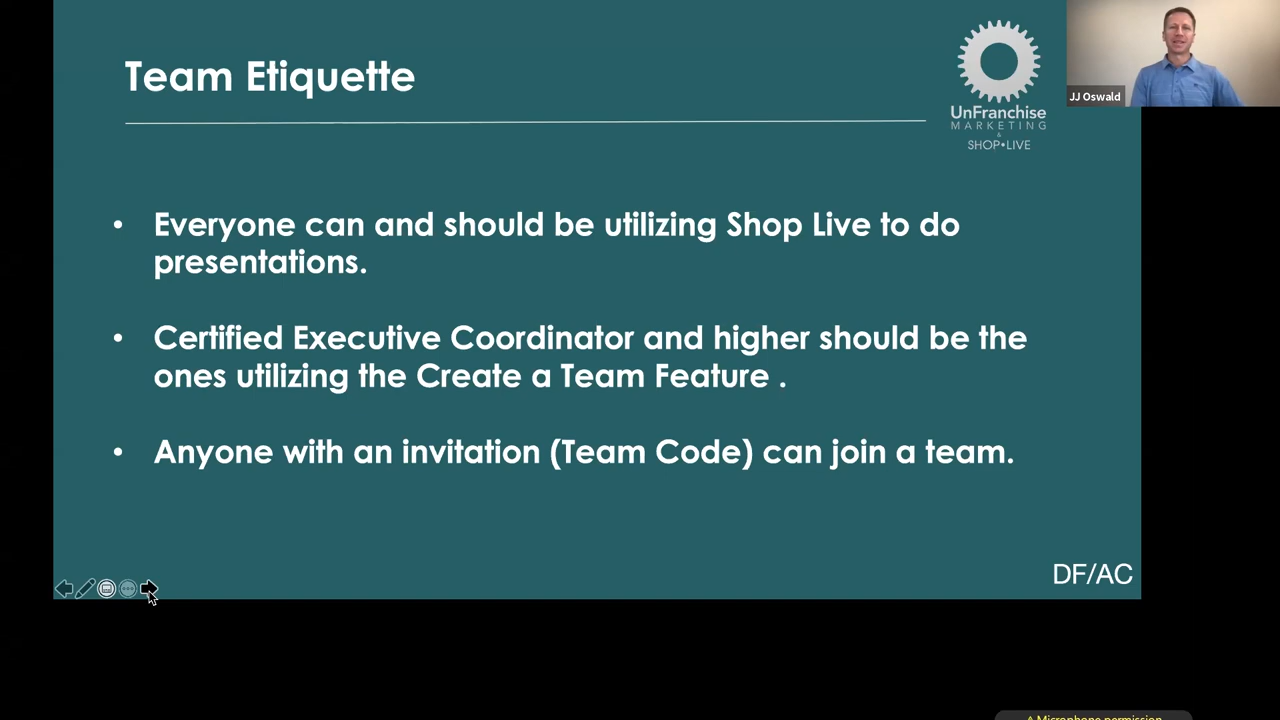 Team Etiquette
UnFranchise
MARKETING
&
SHOP•LIVE
JJ Oswald
• Everyone can and should be utilizing Shop Live to do
presentations.
• Certified Executive Coordinator and higher should be the
ones utilizing the Create a Team Feature .
• Anyone with an invitation (Team Code) can join a team.
DF/AC
Microphone permission